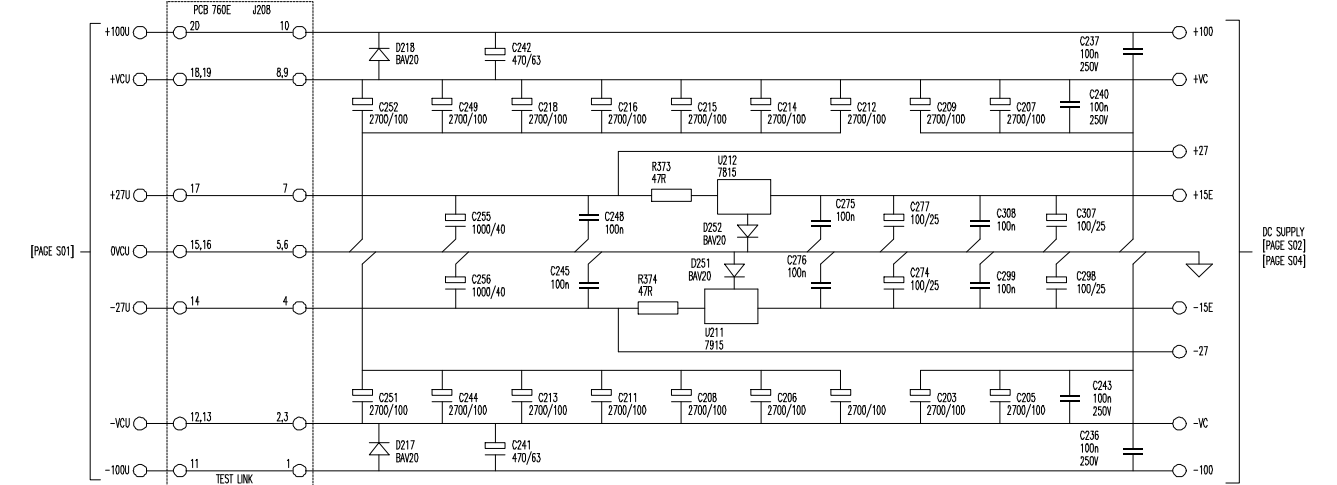 PCB 760E J208
+100U 20 10 +100
D218
BAV20
C242
470/63
C237
100n
250V
+VCU 18,19 8,9 +VC
C252
2700/100
C249
2700/100
C218
2700/100
C216
2700/100
C215
2700/100
C214
2700/100
C212
2700/100
C209
2700/100
C207
2700/100
C240
100n
250V
+27
R373
47R
U212
7815
+27U 17 7 +15E
C255
1000/40
C248
100n
D252
BAV20
C275
100n
C277
100/25
C308
100n
C307
100/25
[PAGE S01]
0VCU 15,16 5,6
DC SUPPLY
[PAGE S02]
[PAGE S04]
C256
1000/40
C245
100n
D251
BAV20
C276
100n
C274
100/25
C299
100n
C298
100/25
R374
47R
-27U 14 4 -15E
U211
7915
-27
C251
2700/100
C244
2700/100
C213
2700/100
C211
2700/100
C208
2700/100
C206
2700/100
2700/100
C203
2700/100
C205
2700/100
C243
100n
250V
-VCU 12,13 2,3 -VC
D217
BAV20
C241
470/63
C236
100n
250V
-100U 11 1 -100
TEST LINK